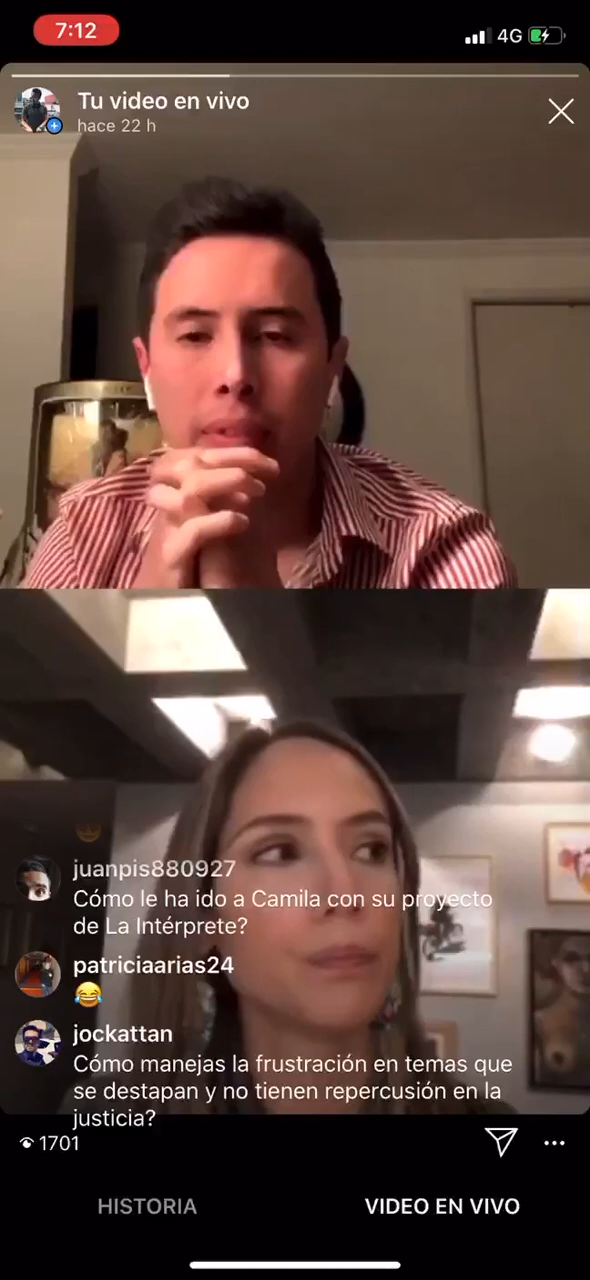 7:12
4G
Tu video en vivo
hace 22 h
juanpis880927
Cómo le ha ido a Camila con su proyecto
de La Intérprete?
patriciaarias24
😂
jockattan
Cómo manejas la frustración en temas que
se destapan y no tienen repercusión en la
justicia?
1701
HISTORIA
VIDEO EN VIVO